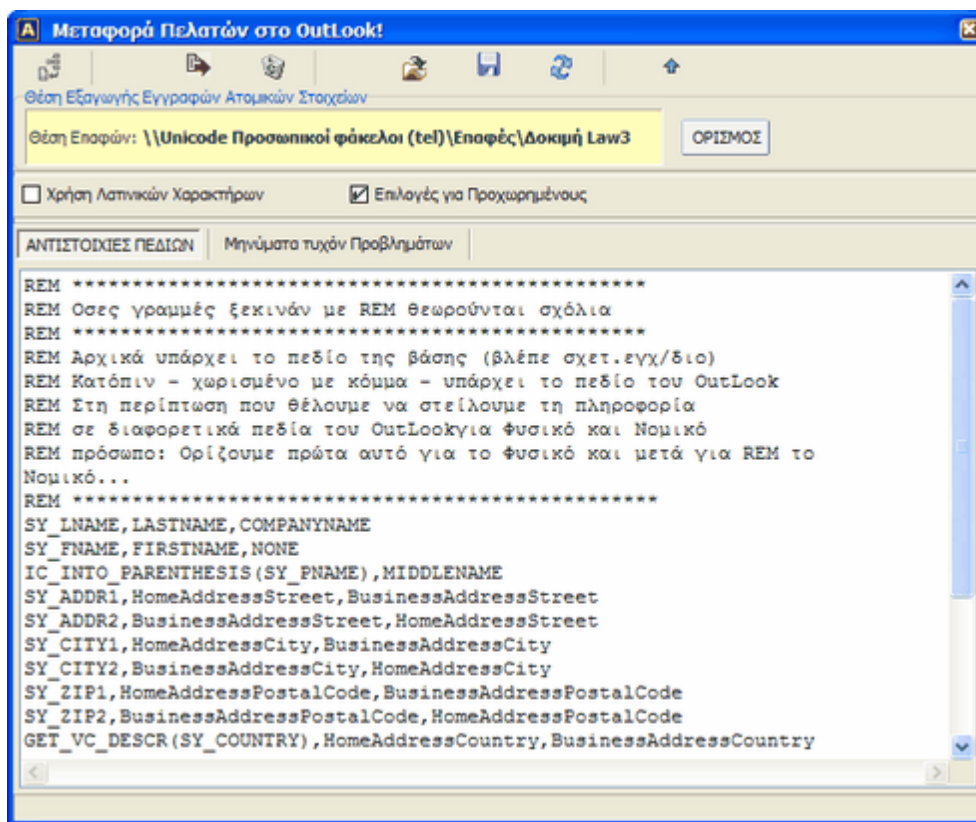 Μεταφορά Πελατών στο OutLook!
Θέση Εξαγωγής Εγγραφών Ατομικών Στοιχείων
Θέση Επαφών: \\Unicode Προσωπικοί φάκελοι (tel)\Επαφές\Δοκιμή Law3
ΟΡΙΣΜΟΣ
Χρήση Λατινικών Χαρακτήρων
Επιλογές για Προχωρημένους
ΑΝΤΙΣΤΟΙΧΙΕΣ ΠΕΔΙΩΝ
Μηνύματα τυχόν Προβλημάτων
REM ***********************************************
REM Οσες γραμμές ξεκινάν με REM θεωρούνται σχόλια
REM ***********************************************
REM Αρχικά υπάρχει το πεδίο της βάσης (βλέπε σχετ.εγχ/διο)
REM Κατόπιν - χωρισμένο με κόμμα - υπάρχει το πεδίο του OutLook
REM Στη περίπτωση που θέλουμε να στείλουμε τη πληροφορία
REM σε διαφορετικά πεδία του OutLookγια Φυσικό και Νομικό
REM πρόσωπο: Ορίζουμε πρώτα αυτό για το Φυσικό και μετά για REM το
Νομικό...
REM ************************************************
SY_LNAME,LASTNAME,COMPANYNAME
SY_FNAME,FIRSTNAME,NONE
IC_INTO_PARENTHESIS(SY_PNAME),MIDDLENAME
SY_ADDR1,HomeAddressStreet,BusinessAddressStreet
SY_ADDR2,BusinessAddressStreet,HomeAddressStreet
SY_CITY1,HomeAddressCity,BusinessAddressCity
SY_CITY2,BusinessAddressCity,HomeAddressCity
SY_ZIP1,HomeAddressPostalCode,BusinessAddressPostalCode
SY_ZIP2,BusinessAddressPostalCode,HomeAddressPostalCode
GET_VC_DESCR(SY_COUNTRY),HomeAddressCountry,BusinessAddressCountry